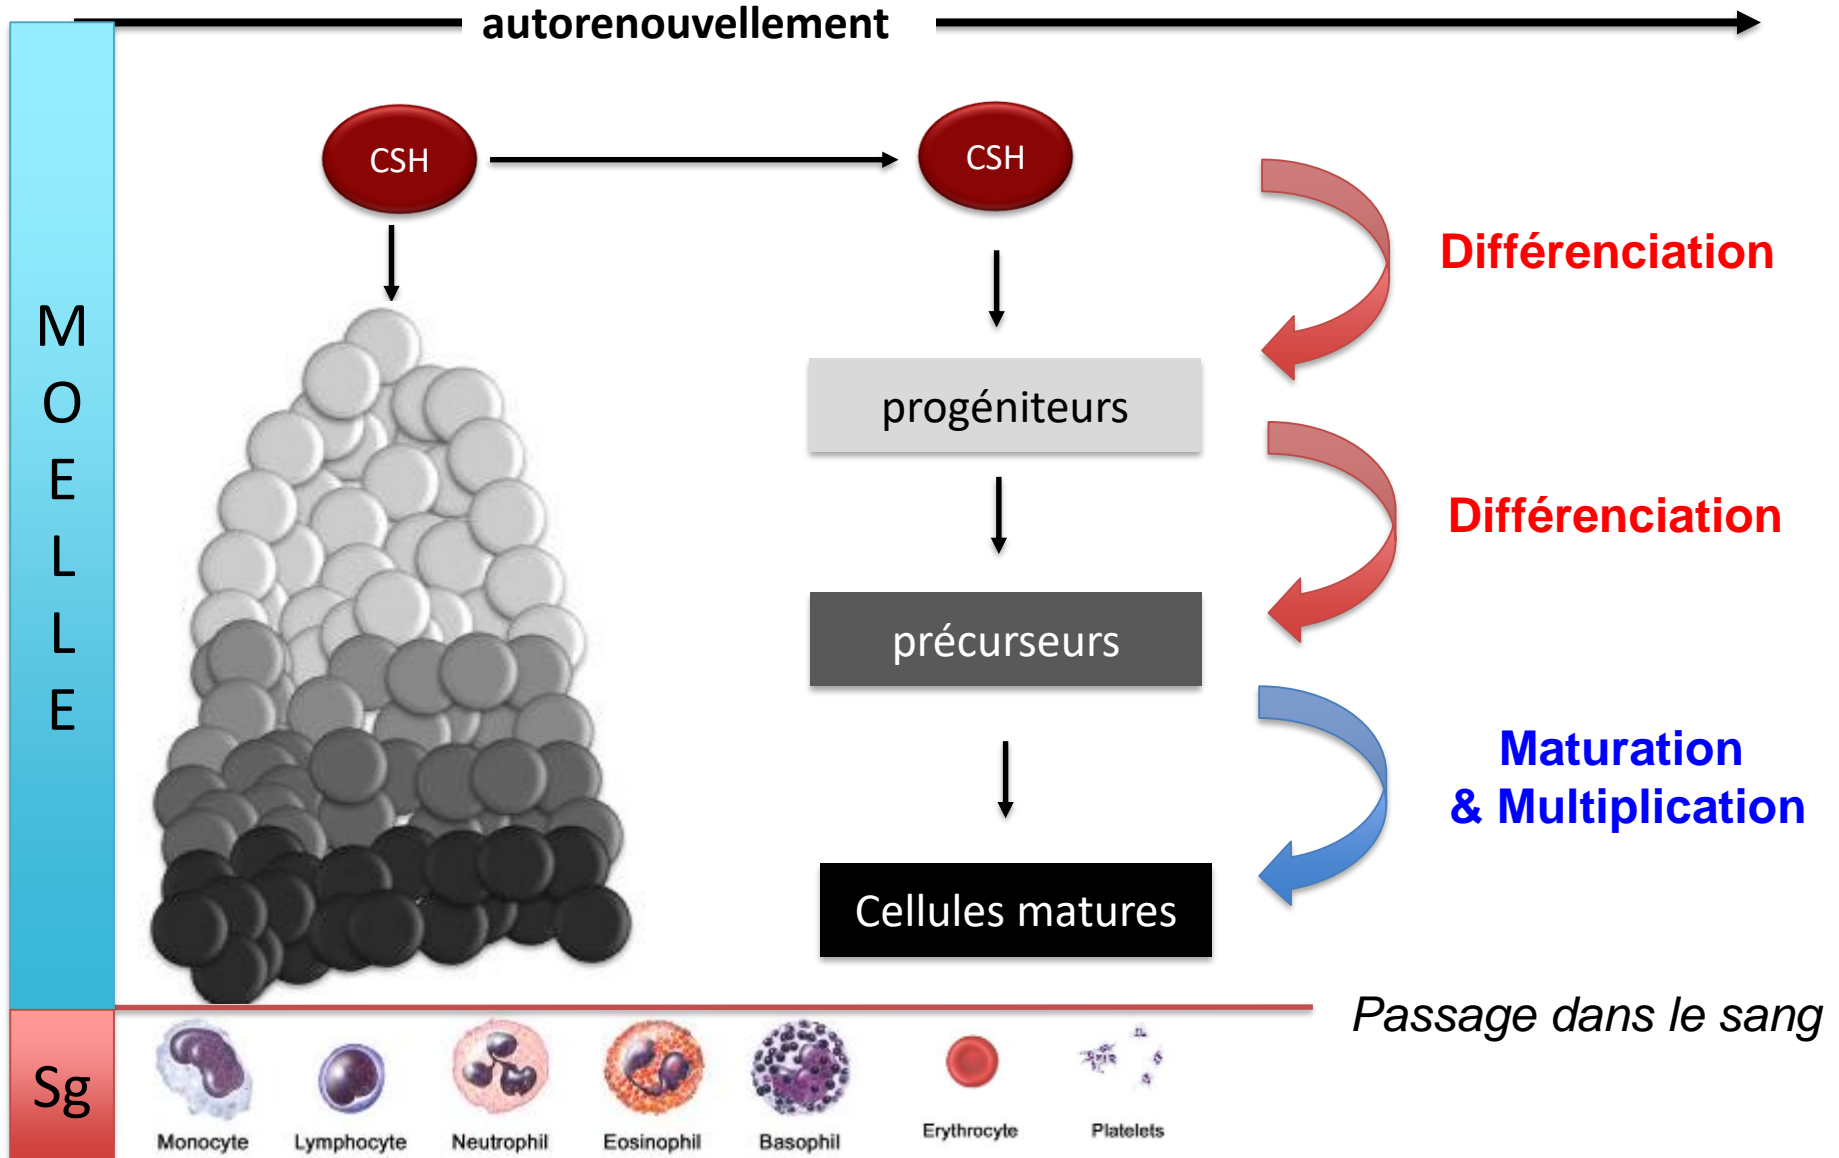 autorenouvellement
CSH
CSH
Différenciation
MOELLE
progéniteurs
Différenciation
précurseurs
Maturation
& Multiplication
Cellules matures
Passage dans le sang
Sg
Monocyte
Lymphocyte
Neutrophil
Eosinophil
Basophil
Erythrocyte
Platelets